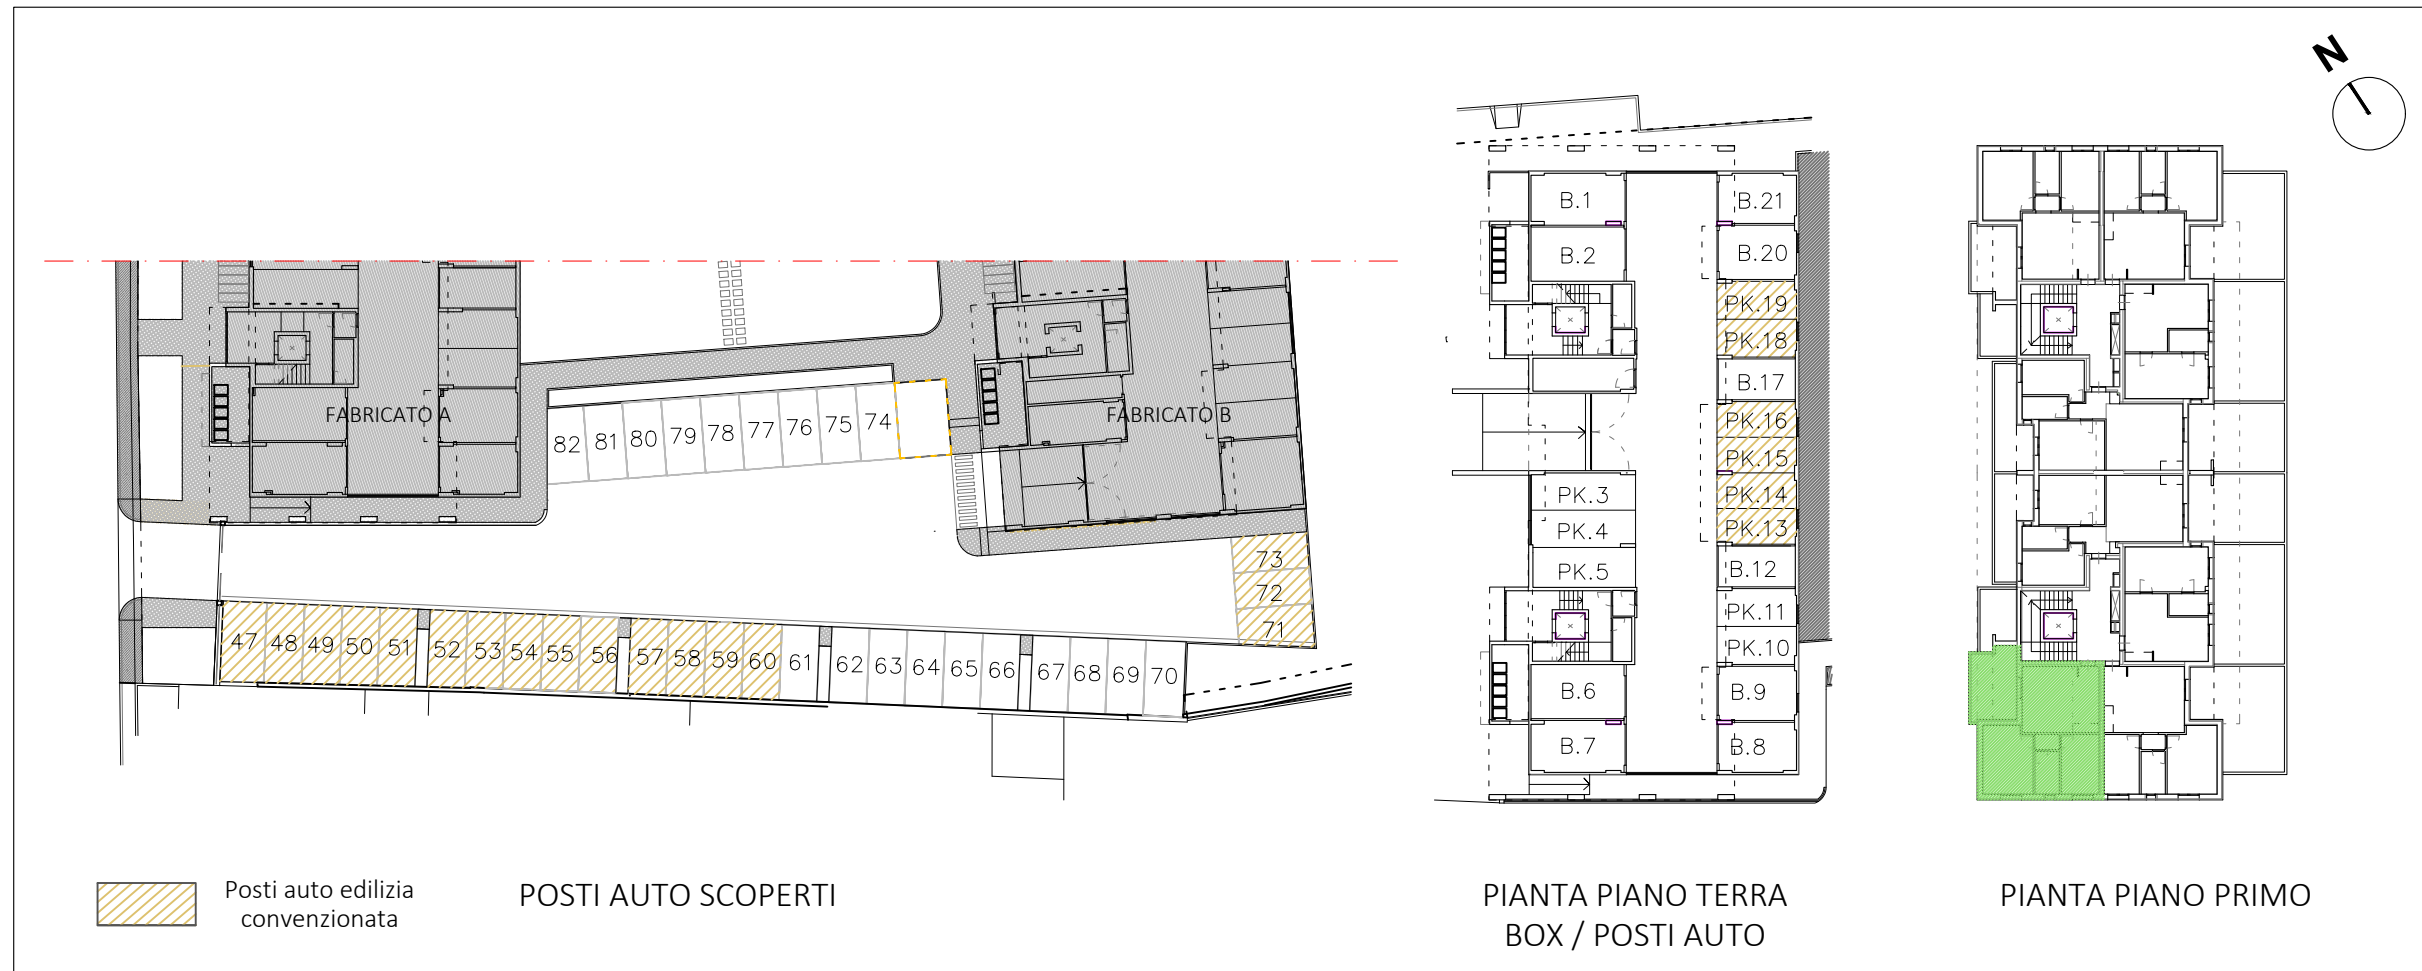 N
FABRICATO A
FABRICATO B
82 81 80 79 78 77 76 75 74
73
72
71
47 48 49 50 51 52 53 54 55 56 57 58 59 60 61 62 63 64 65 66 67 68 69 70
Posti auto edilizia
convenzionata
POSTI AUTO SCOPERTI
B.1 B.21
B.2 B.20
PK.19
PK.18
B.17
PK.16
PK.15
PK.3 PK.14
PK.4 PK.13
PK.5 B.12
PK.11
PK.10
B.6 B.9
B.7 B.8
PIANTA PIANO TERRA
BOX / POSTI AUTO
PIANTA PIANO PRIMO